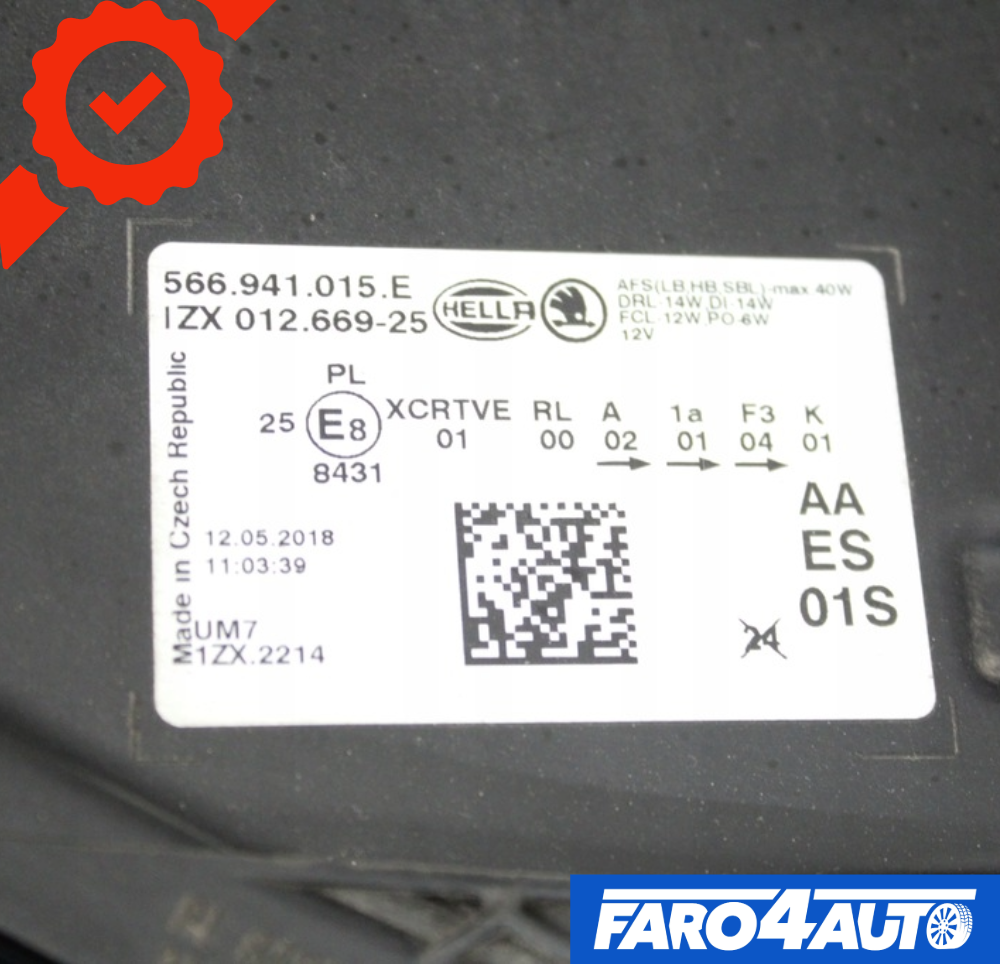 566.941.015.E
1ZX 012.669-25
HELLA
AFS(LB,HB,SBL)-max 40W
DRL-14W,DI-14W
FCL-12W,PO-6W
12V
Made in Czech Republic
PL
25 E8 XCRTVE RL A 1a F3 K
01 00 02 01 04 01
8431
AA
ES
01S
12.05.2018
11:03:39
24
UM7
1ZX.2214
FARO4AUTO